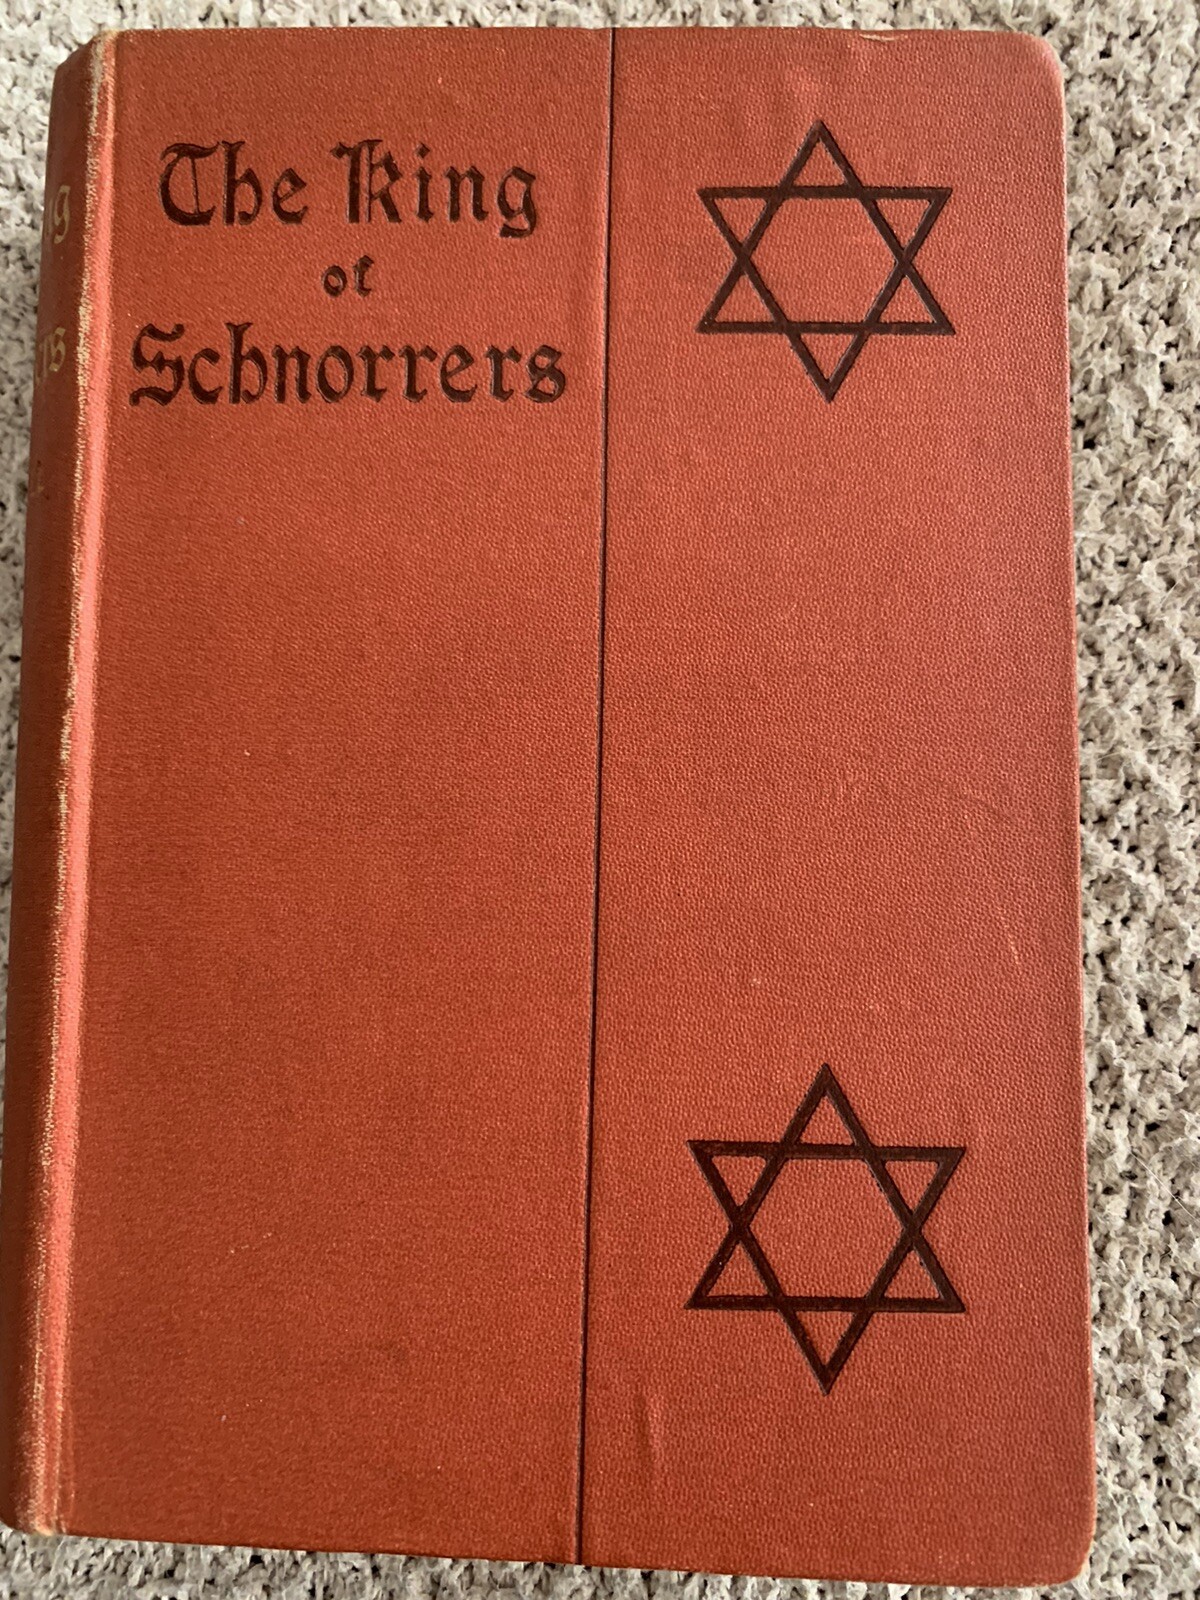 The King
of
Schnorrers